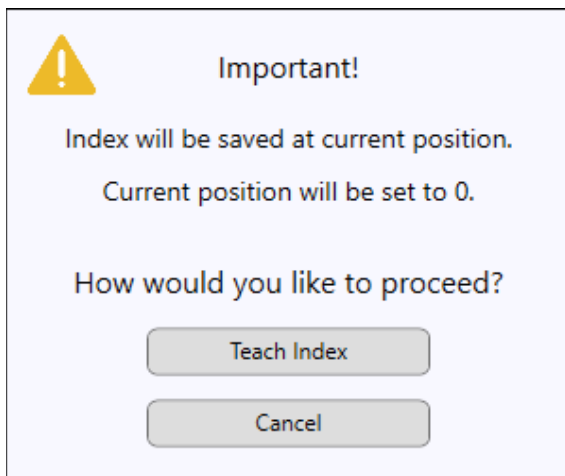 Important!
Index will be saved at current position.
Current position will be set to 0.
How would you like to proceed?
Teach Index
Cancel